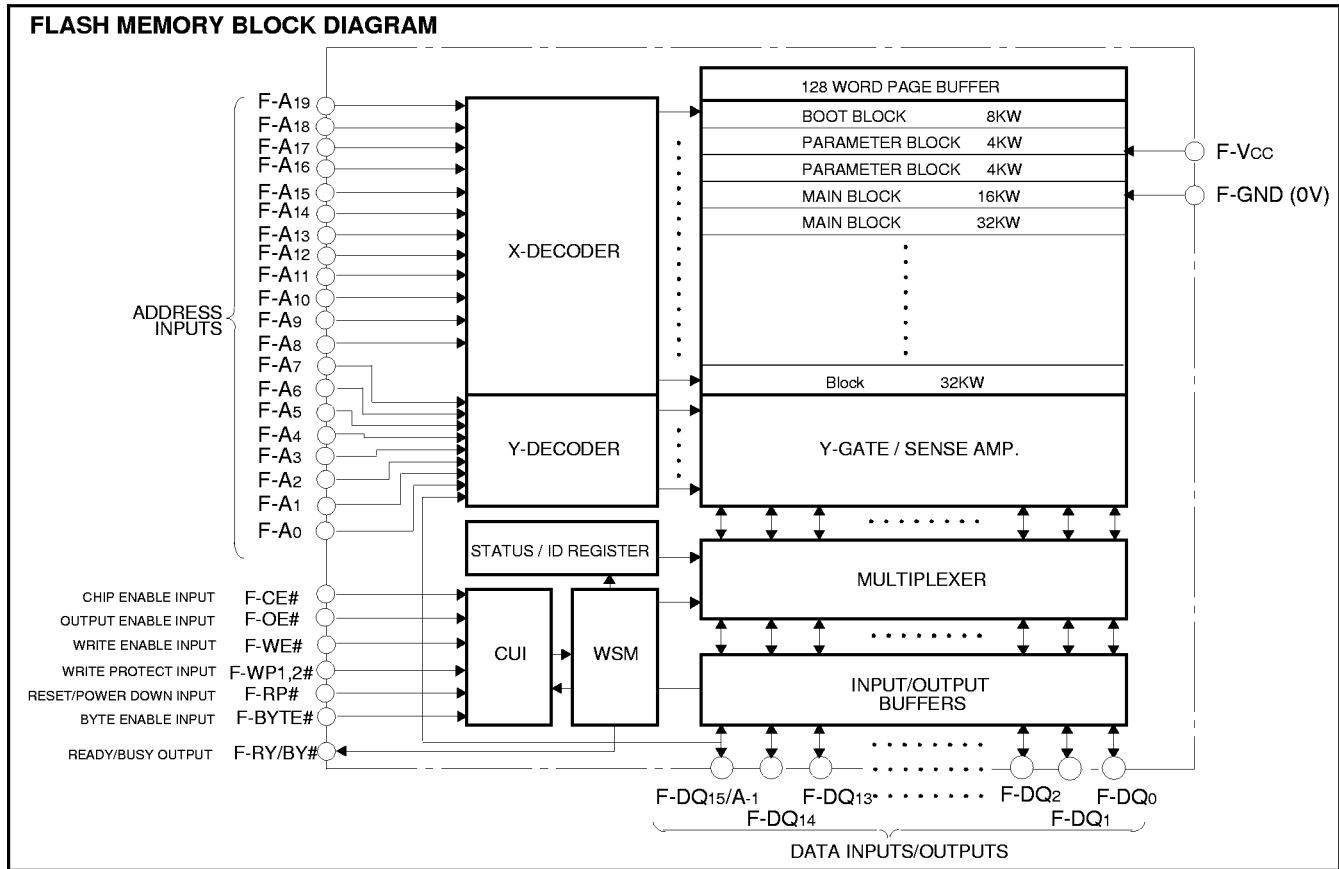 FLASH MEMORY BLOCK DIAGRAM
128 WORD PAGE BUFFER
BOOT BLOCK 8KW
PARAMETER BLOCK 4KW
PARAMETER BLOCK 4KW
MAIN BLOCK 16KW
MAIN BLOCK 32KW
Block 32KW
F-VCC
F-GND (0V)
ADDRESS
INPUTS
F-A19
F-A18
F-A17
F-A16
F-A15
F-A14
F-A13
F-A12
F-A11
F-A10
F-A9
F-A8
F-A7
F-A6
F-A5
F-A4
F-A3
F-A2
F-A1
F-A0
X-DECODER
Y-DECODER
Y-GATE / SENSE AMP.
STATUS / ID REGISTER
MULTIPLEXER
CHIP ENABLE INPUT F-CE#
OUTPUT ENABLE INPUT F-OE#
WRITE ENABLE INPUT F-WE#
WRITE PROTECT INPUT F-WP1,2#
RESET/POWER DOWN INPUT F-RP#
BYTE ENABLE INPUT F-BYTE#
READY/BUSY OUTPUT F-RY/BY#
CUI
WSM
INPUT/OUTPUT
BUFFERS
F-DQ15/A-1 F-DQ13 F-DQ2 F-DQ0
F-DQ14 F-DQ1
DATA INPUTS/OUTPUTS